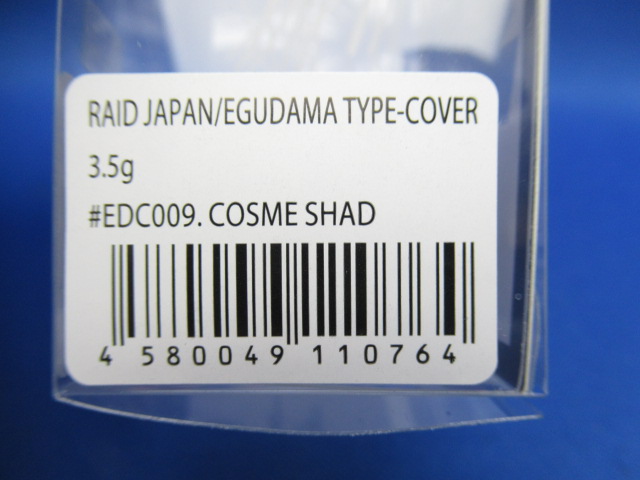 RAID JAPAN/EGUDAMA TYPE-COVER
3.5g
#EDC009. COSME SHAD
4 580049 110764